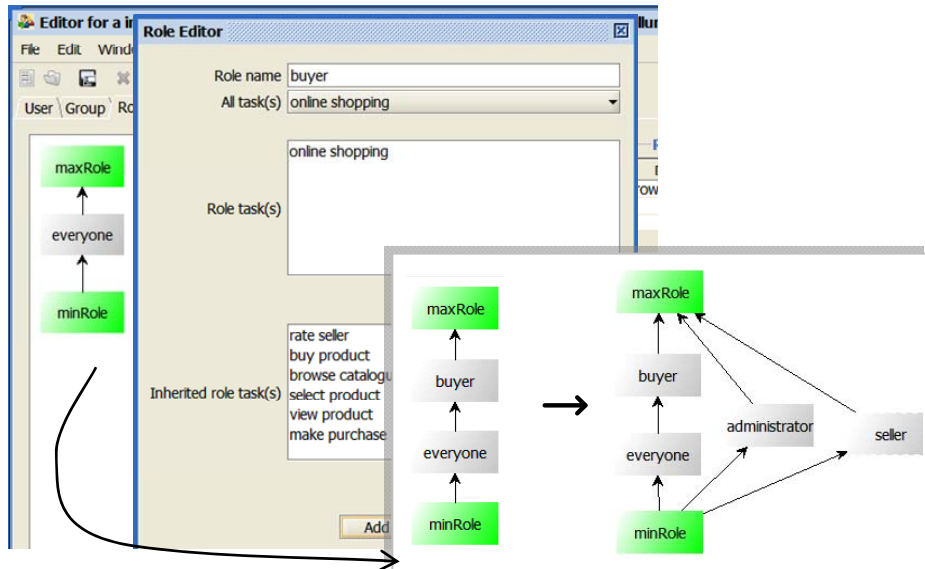 Editor for a i
File Edit Wind
User Group Ro
maxRole
everyone
minRole
Role Editor
Role name buyer
All task(s) online shopping
Role task(s) online shopping
Inherited role task(s)
rate seller
buy product
browse catalogu
select product
view product
make purchase
Add
maxRole
buyer
everyone
minRole
maxRole
buyer
administrator
seller
everyone
minRole